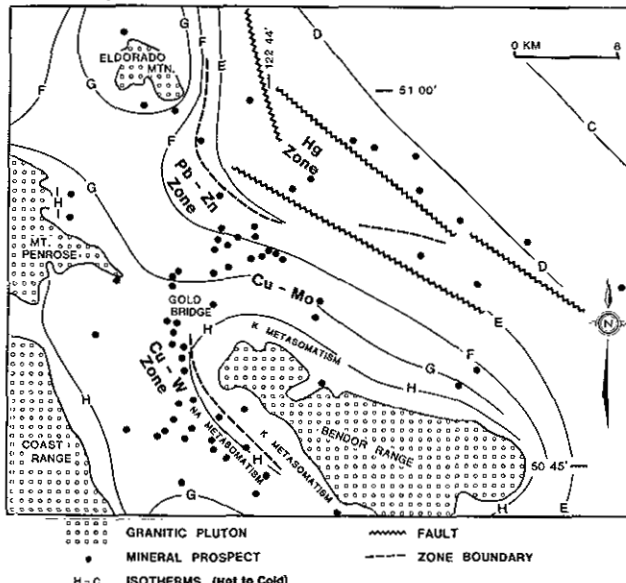 G
F
E
D
C
ELDORADO
MTN.
122 44'
0 KM 8
51 00'
F
G
Hg
Zone
Pb - Zn
Zone
G
I
H
I
MT.
PENROSE
GOLD
BRIDGE
Cu - Mo
D
E
N
H
K METASOMATISM
G
F
H
Cu - W
Zone
H
NA METASOMATISM
K METASOMATISM
BENDOR RANGE
COAST
RANGE
H
50 45'
G
H
E
GRANITIC PLUTON
FAULT
MINERAL PROSPECT
ZONE BOUNDARY
H - C ISOTHERMS (Hot to Cold)